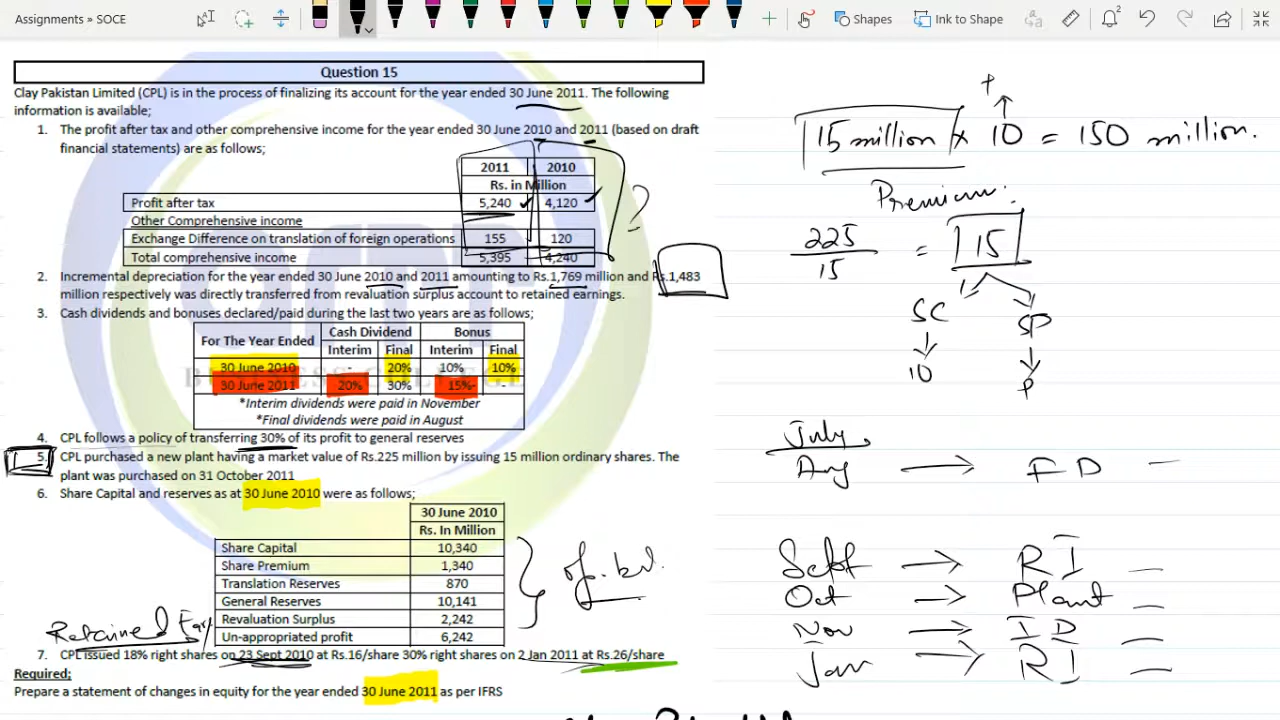 Assignments » SOCE
Shapes
Ink to Shape
Question 15
Clay Pakistan Limited (CPL) is in the process of finalizing its account for the year ended 30 June 2011. The following
information is available;
1. The profit after tax and other comprehensive income for the year ended 30 June 2010 and 2011 (based on draft
financial statements) are as follows;
2011 2010
Rs. in Million
Profit after tax 5,240 4,120
Other Comprehensive income
Exchange Difference on translation of foreign operations 155 120
Total comprehensive income 5,395 4,240
?
2. Incremental depreciation for the year ended 30 June 2010 and 2011 amounting to Rs.1,769 million and Rs.1,483
million respectively was directly transferred from revaluation surplus account to retained earnings.
3. Cash dividends and bonuses declared/paid during the last two years are as follows;
For The Year Ended Cash Dividend Bonus
Interim Final Interim Final
30 June 2010 - 20% 10% 10%
30 June 2011 20% 30% 15% -
*Interim dividends were paid in November
*Final dividends were paid in August
4. CPL follows a policy of transferring 30% of its profit to general reserves
5. CPL purchased a new plant having a market value of Rs.225 million by issuing 15 million ordinary shares. The
plant was purchased on 31 October 2011
6. Share Capital and reserves as at 30 June 2010 were as follows;
30 June 2010
Rs. In Million
Share Capital 10,340
Share Premium 1,340
Translation Reserves 870
General Reserves 10,141
Revaluation Surplus 2,242
Un-appropriated profit 6,242
op. bal.
Retained
7. CPL issued 18% right shares on 23 Sept 2010 at Rs.16/share 30% right shares on 2 Jan 2011 at Rs.26/share
Required;
Prepare a statement of changes in equity for the year ended 30 June 2011 as per IFRS
P
15 million x 10 = 150 million.
Premium.
225
15
= 15
SC SP
10 P
July
Aug → FD
Sept → RI
Oct → Plant
Nov → ID
Jan → RI